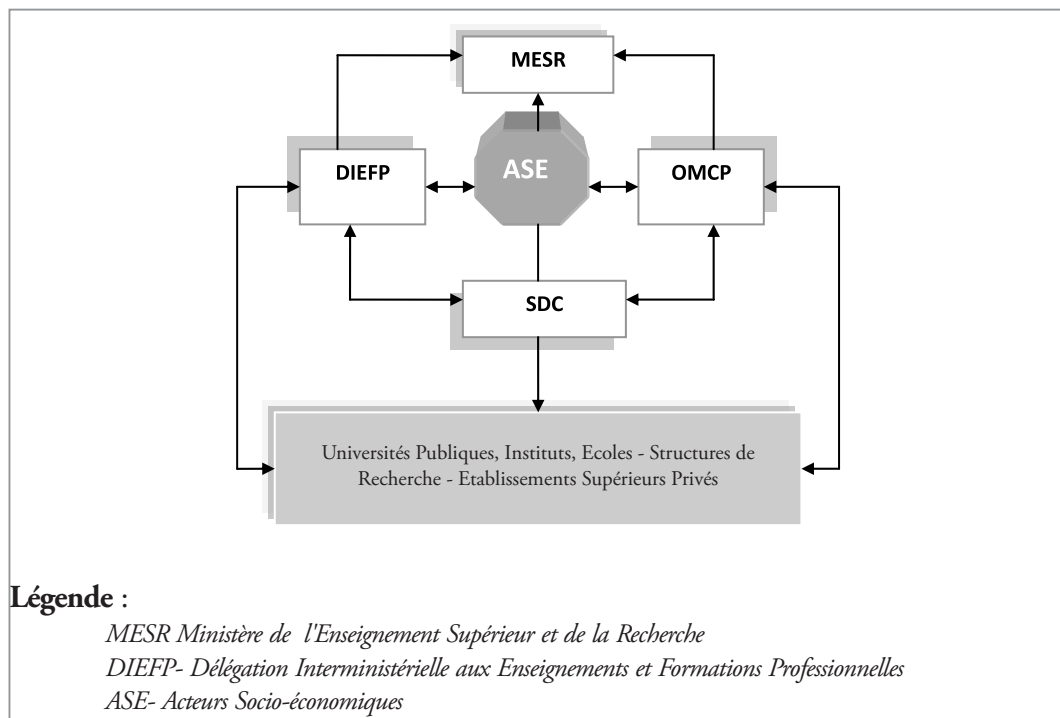 MESR
DIEFP
ASE
OMCP
SDC
Universités Publiques, Instituts, Ecoles - Structures de
Recherche - Etablissements Supérieurs Privés
Légende :
MESR Ministère de l'Enseignement Supérieur et de la Recherche
DIEFP- Délégation Interministérielle aux Enseignements et Formations Professionnelles
ASE- Acteurs Socio-économiques